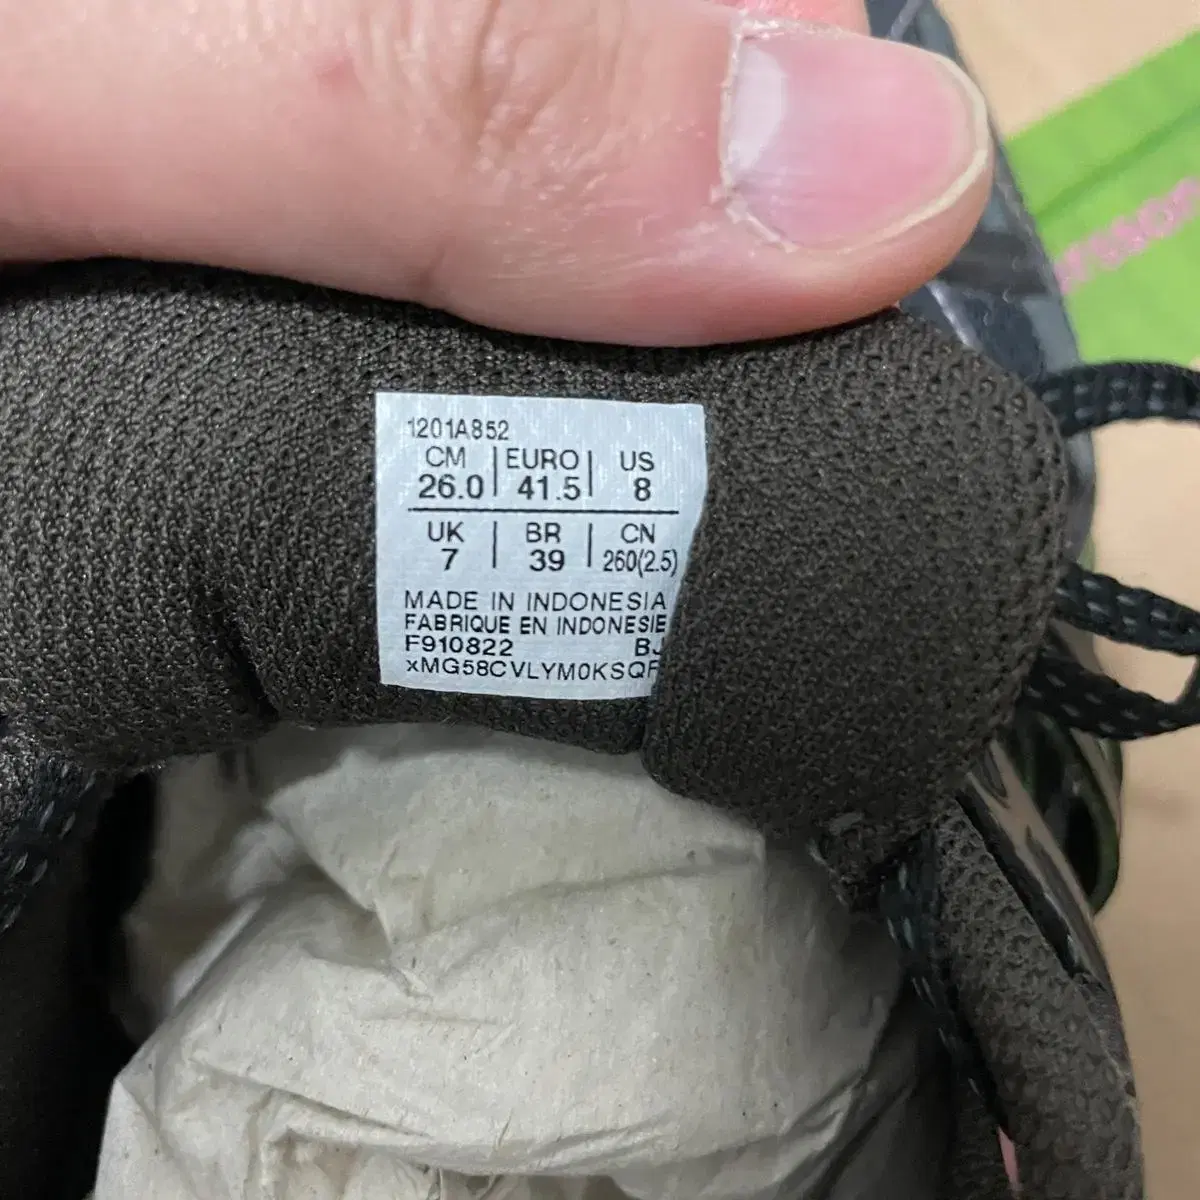 1201A852
CM | EURO | US
26.0 | 41.5 | 8
UK | BR | CN
7 | 39 | 260(2.5)
MADE IN INDONESIA
FABRIQUE EN INDONESIE
F910822 BJ
xMG58CVLYM0KSQF